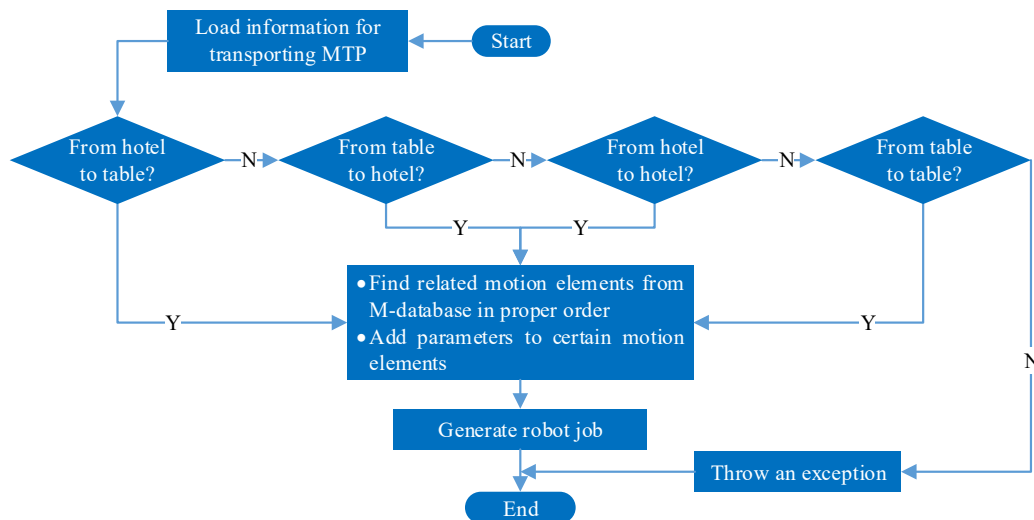 Load information for
transporting MTP
Start
From hotel
to table?
N
From table
to hotel?
N
From hotel
to hotel?
N
From table
to table?
Y
Y
•Find related motion elements from
M-database in proper order
•Add parameters to certain motion
elements
Y
Y
N
Generate robot job
Throw an exception
End